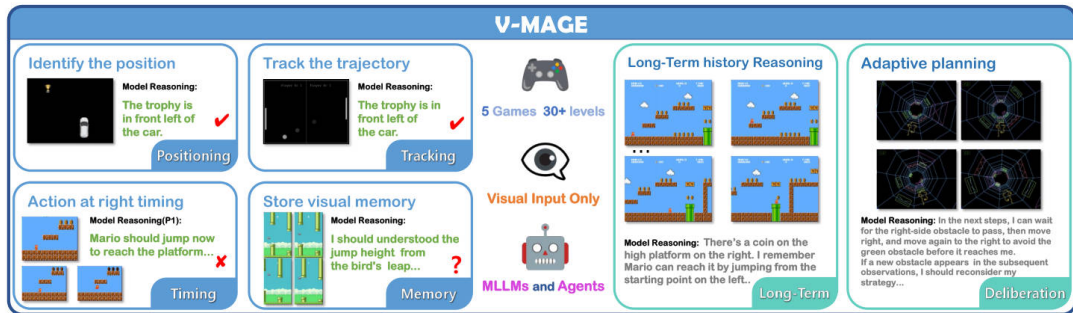 V-MAGE
Identify the position
Model Reasoning:
The trophy is
in front left of
the car.
Positioning
Track the trajectory
Model Reasoning:
The trophy is in
front left of
the car.
Tracking
Action at right timing
Model Reasoning(P1):
Mario should jump now
to reach the platform...
Timing
Store visual memory
Model Reasoning:
I should understood the
jump height from
the bird's leap...
?
Memory
5 Games 30+ levels
Visual Input Only
MLLMs and Agents
Long-Term history Reasoning
...
Model Reasoning: There's a coin on the
high platform on the right. I remember
Mario can reach it by jumping from the
starting point on the left..
Long-Term
Adaptive planning
Model Reasoning: In the next steps, I can wait
for the right-side obstacle to pass, then move
right, and move again to the right to avoid the
green obstacle before it reaches me.
If a new obstacle appears in the subsequent
observations, I should reconsider my
strategy...
Deliberation